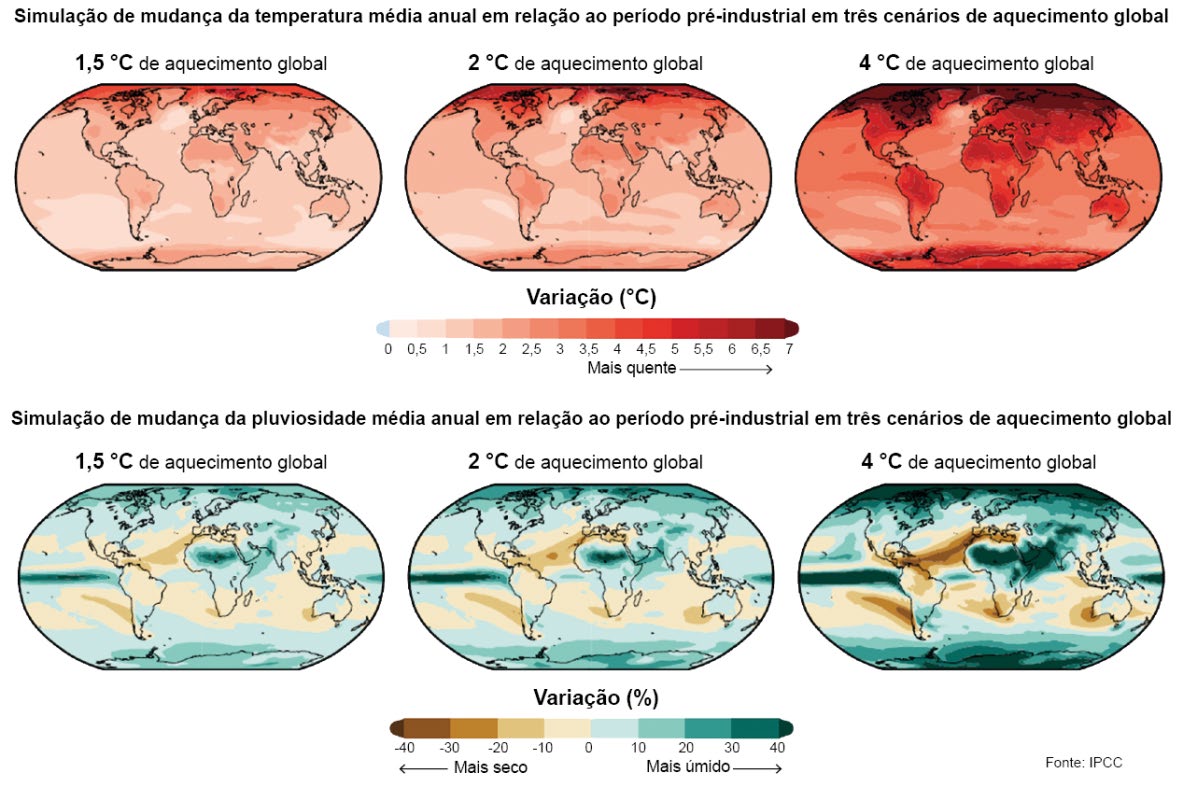 Simulação de mudança da temperatura média anual em relação ao período pré-industrial em três cenários de aquecimento global
1,5 °C de aquecimento global
2 °C de aquecimento global
4 °C de aquecimento global
Variação (°C)
0 0,5 1 1,5 2 2,5 3 3,5 4 4,5 5 5,5 6 6,5 7
Mais quente
Simulação de mudança da pluviosidade média anual em relação ao período pré-industrial em três cenários de aquecimento global
1,5 °C de aquecimento global
2 °C de aquecimento global
4 °C de aquecimento global
Variação (%)
-40 -30 -20 -10 0 10 20 30 40
Mais seco
Mais úmido
Fonte: IPCC